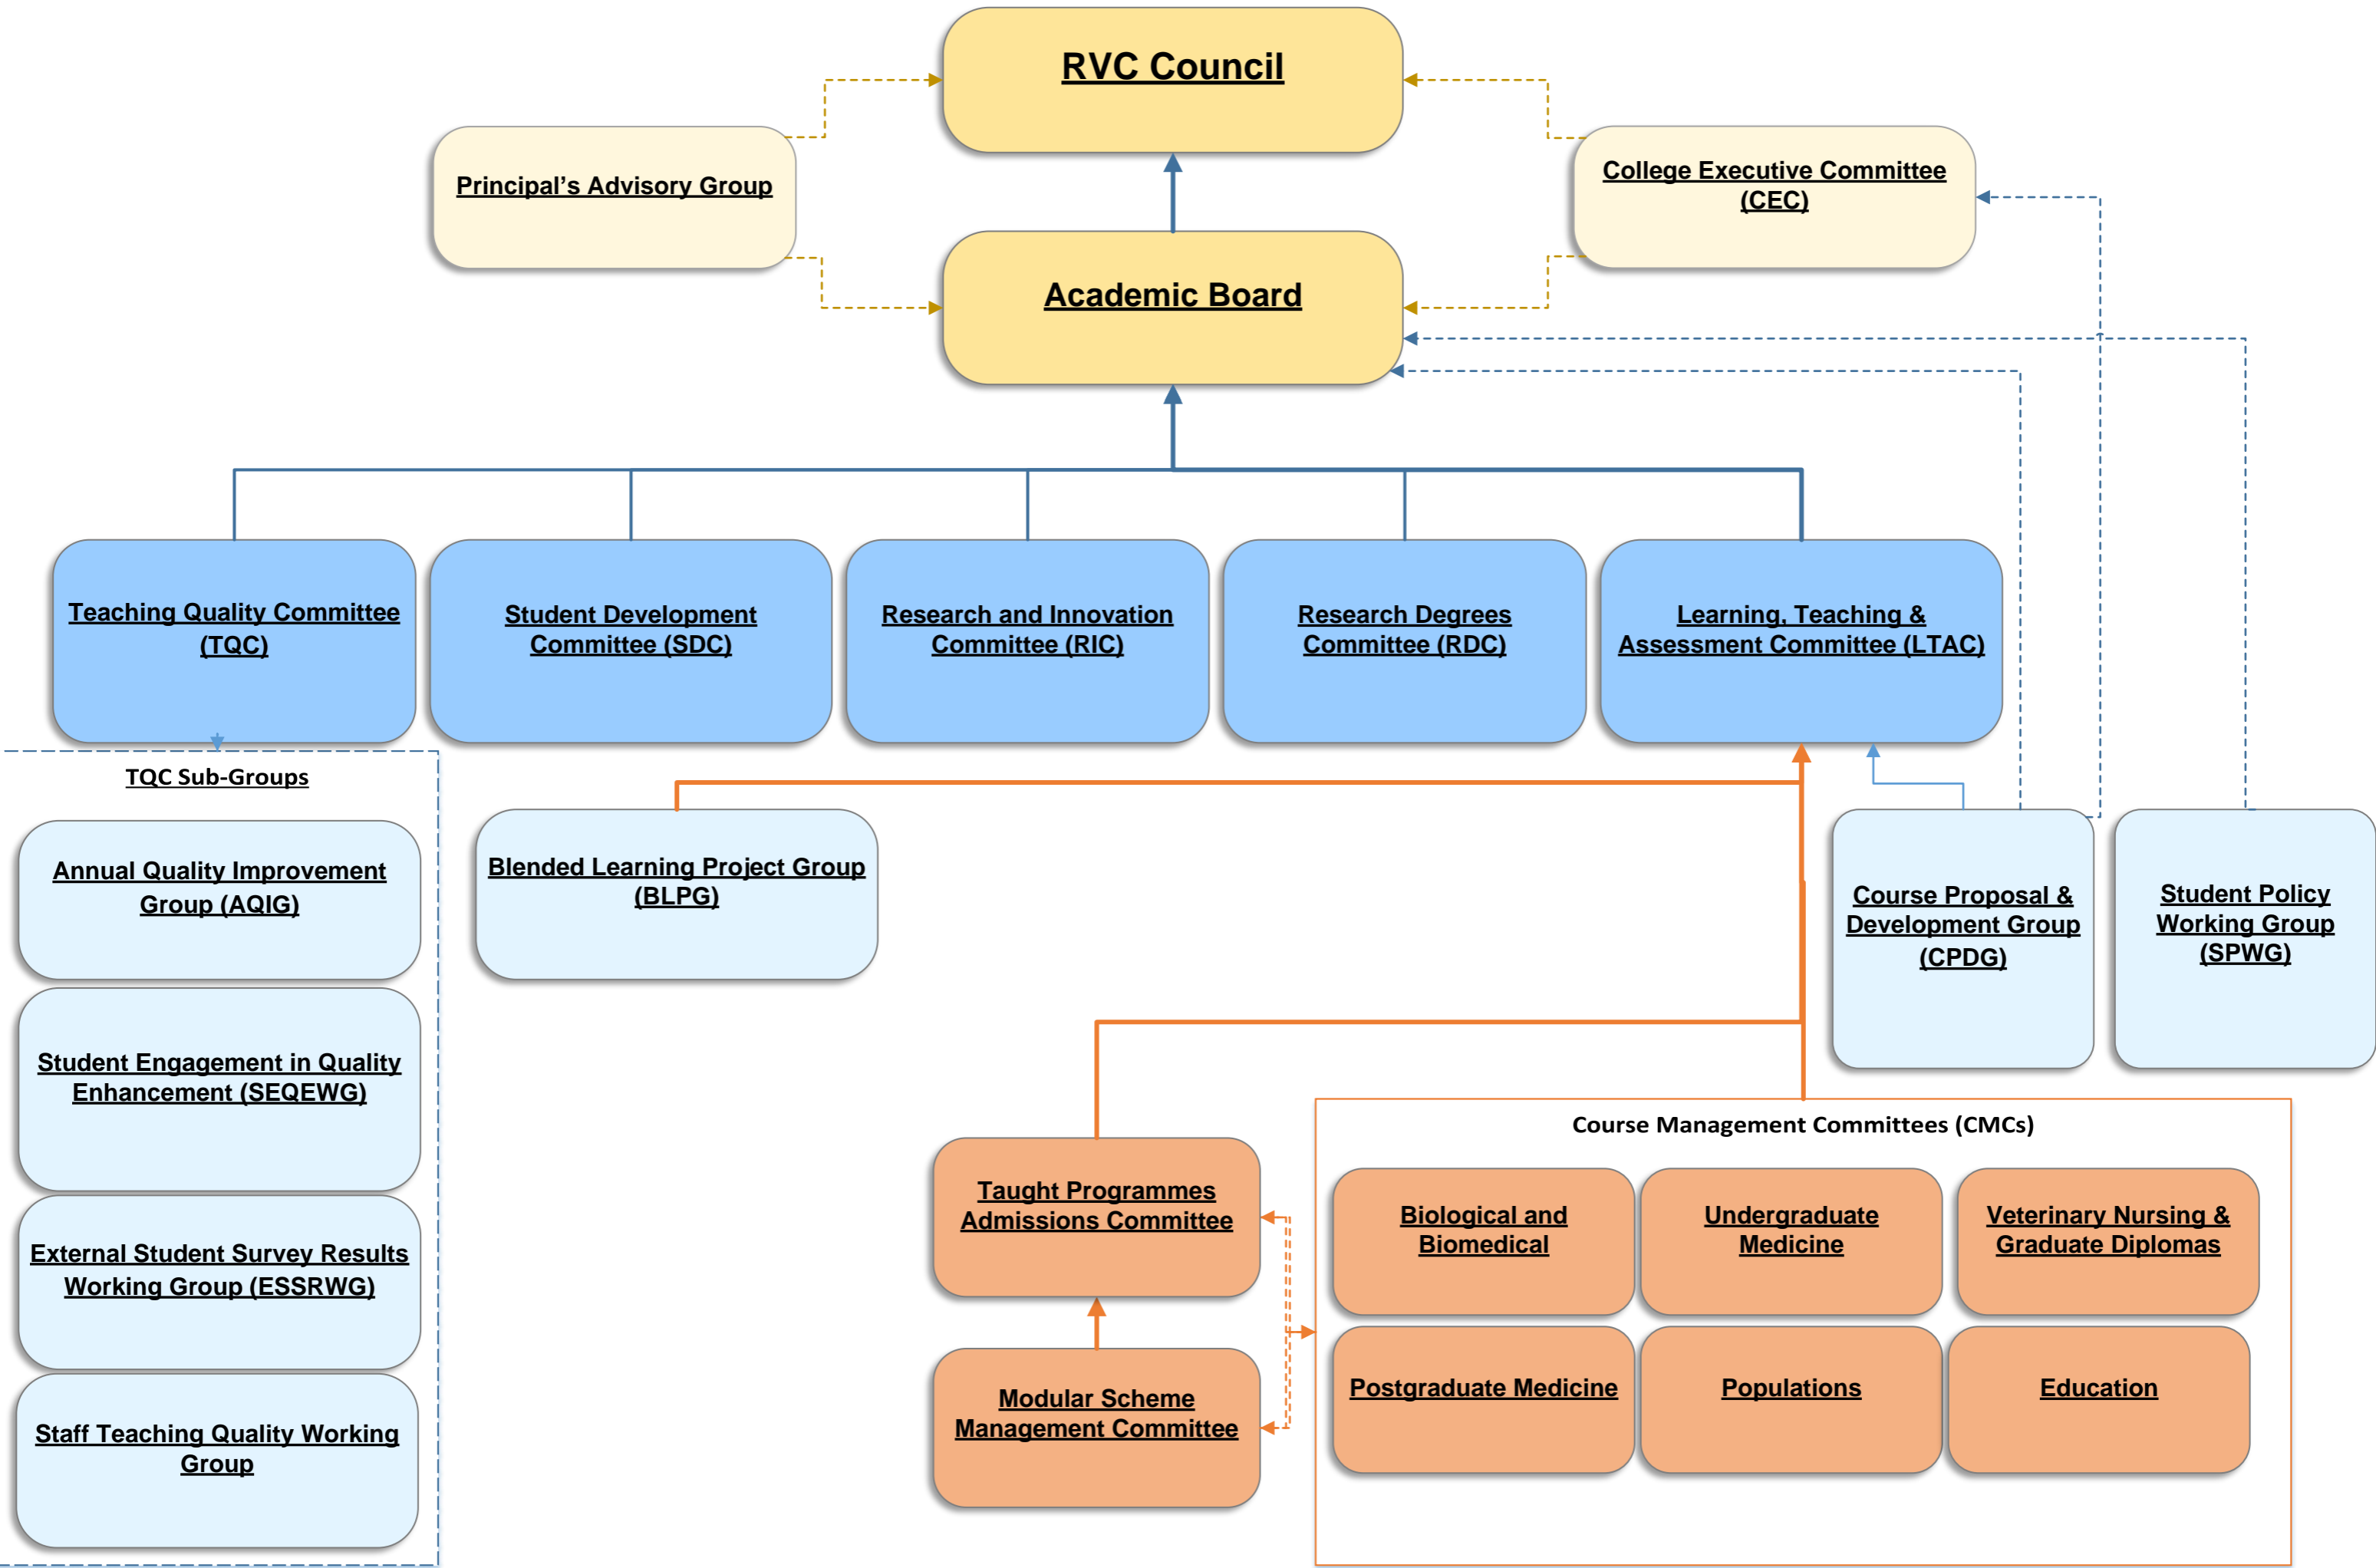 RVC Council
Principal's Advisory Group
College Executive Committee
(CEC)
Academic Board
Teaching Quality Committee
(TQC)
Student Development
Committee (SDC)
Research and Innovation
Committee (RIC)
Research Degrees
Committee (RDC)
Learning, Teaching &
Assessment Committee (LTAC)
TQC Sub-Groups
Annual Quality Improvement
Group (AQIG)
Student Engagement in Quality
Enhancement (SEQEWG)
External Student Survey Results
Working Group (ESSRWG)
Staff Teaching Quality Working
Group
Blended Learning Project Group
(BLPG)
Course Proposal &
Development Group
(CPDG)
Student Policy
Working Group
(SPWG)
Taught Programmes
Admissions Committee
Modular Scheme
Management Committee
Course Management Committees (CMCs)
Biological and
Biomedical
Undergraduate
Medicine
Veterinary Nursing &
Graduate Diplomas
Postgraduate Medicine
Populations
Education